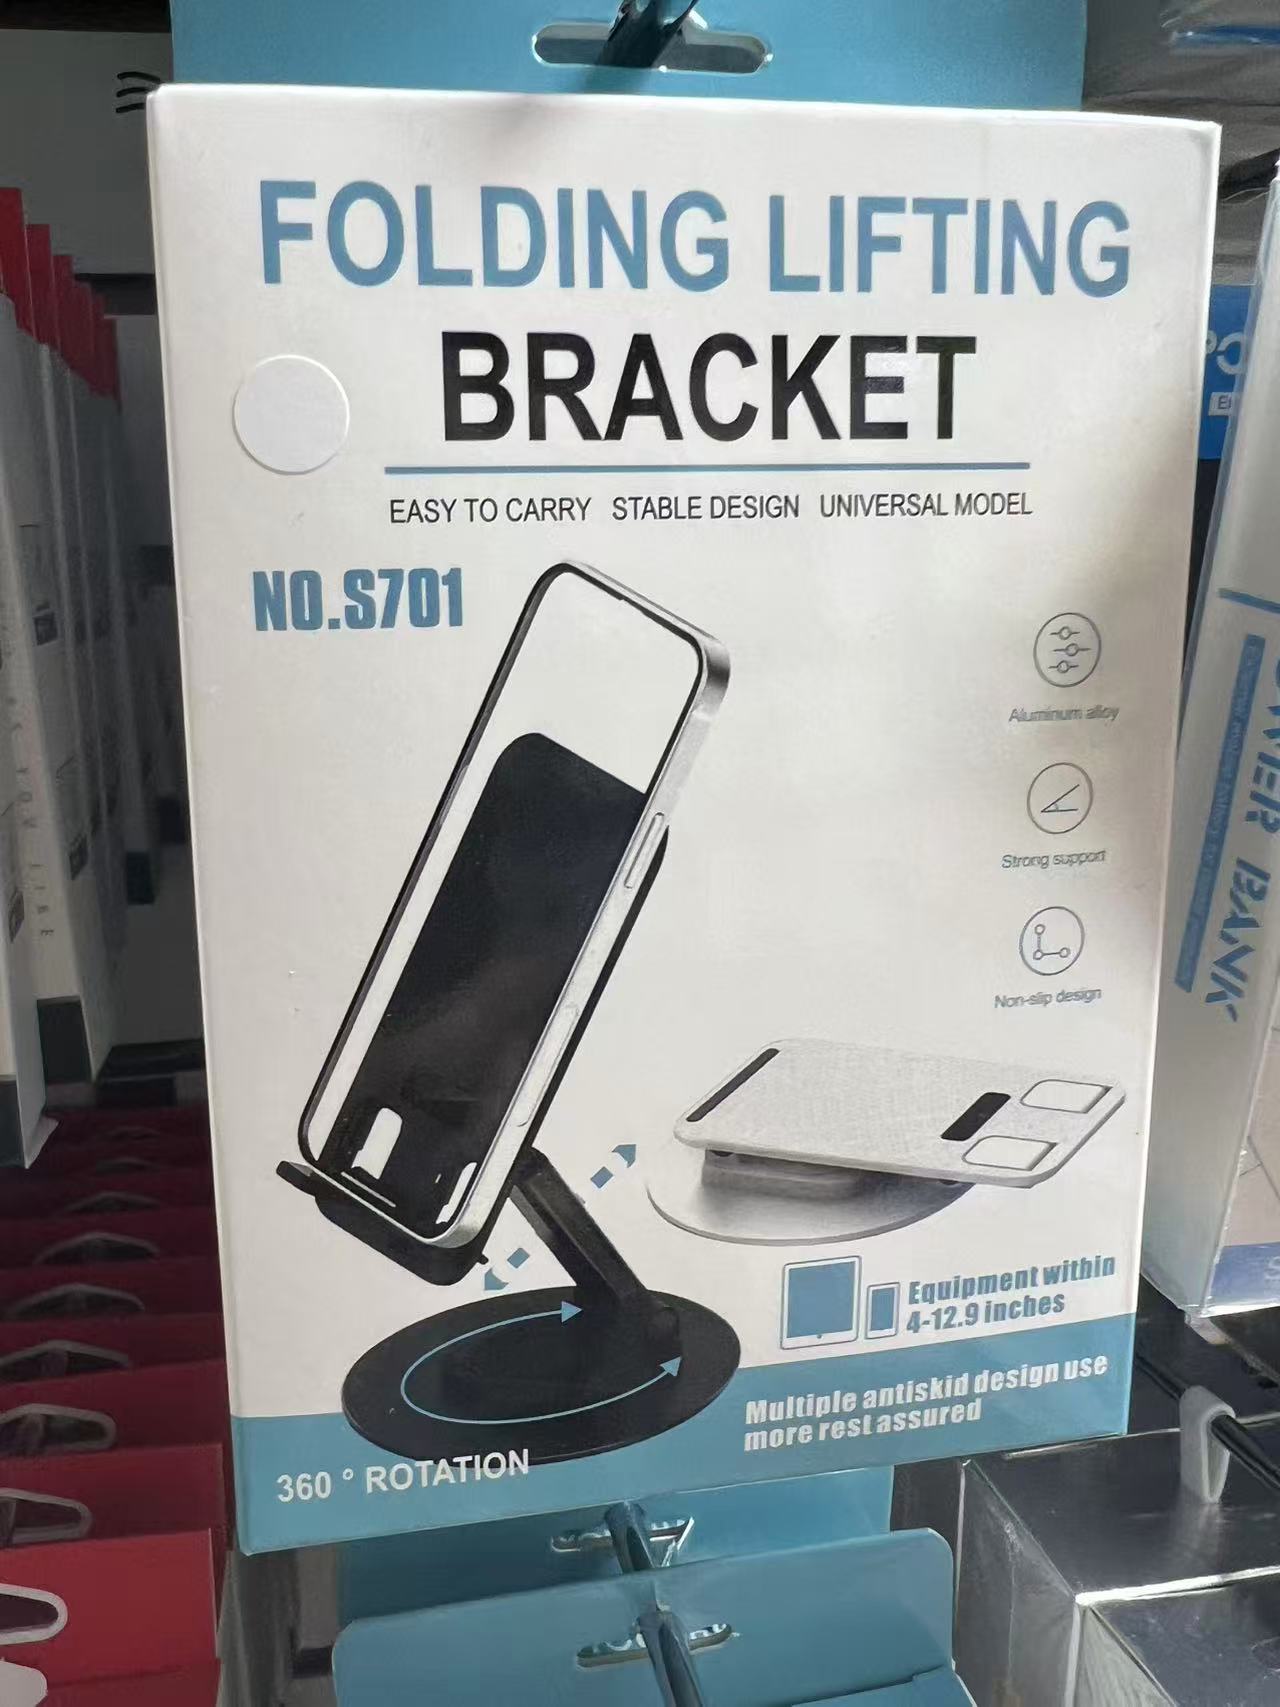 FOLDING LIFTING
BRACKET
EASY TO CARRY STABLE DESIGN UNIVERSAL MODEL
NO.S701
Aluminum alloy
Strong support
Non-slip design
Equipment within
4-12.9 inches
Multiple antiskid design use
more rest assured
360 ° ROTATION
BANK